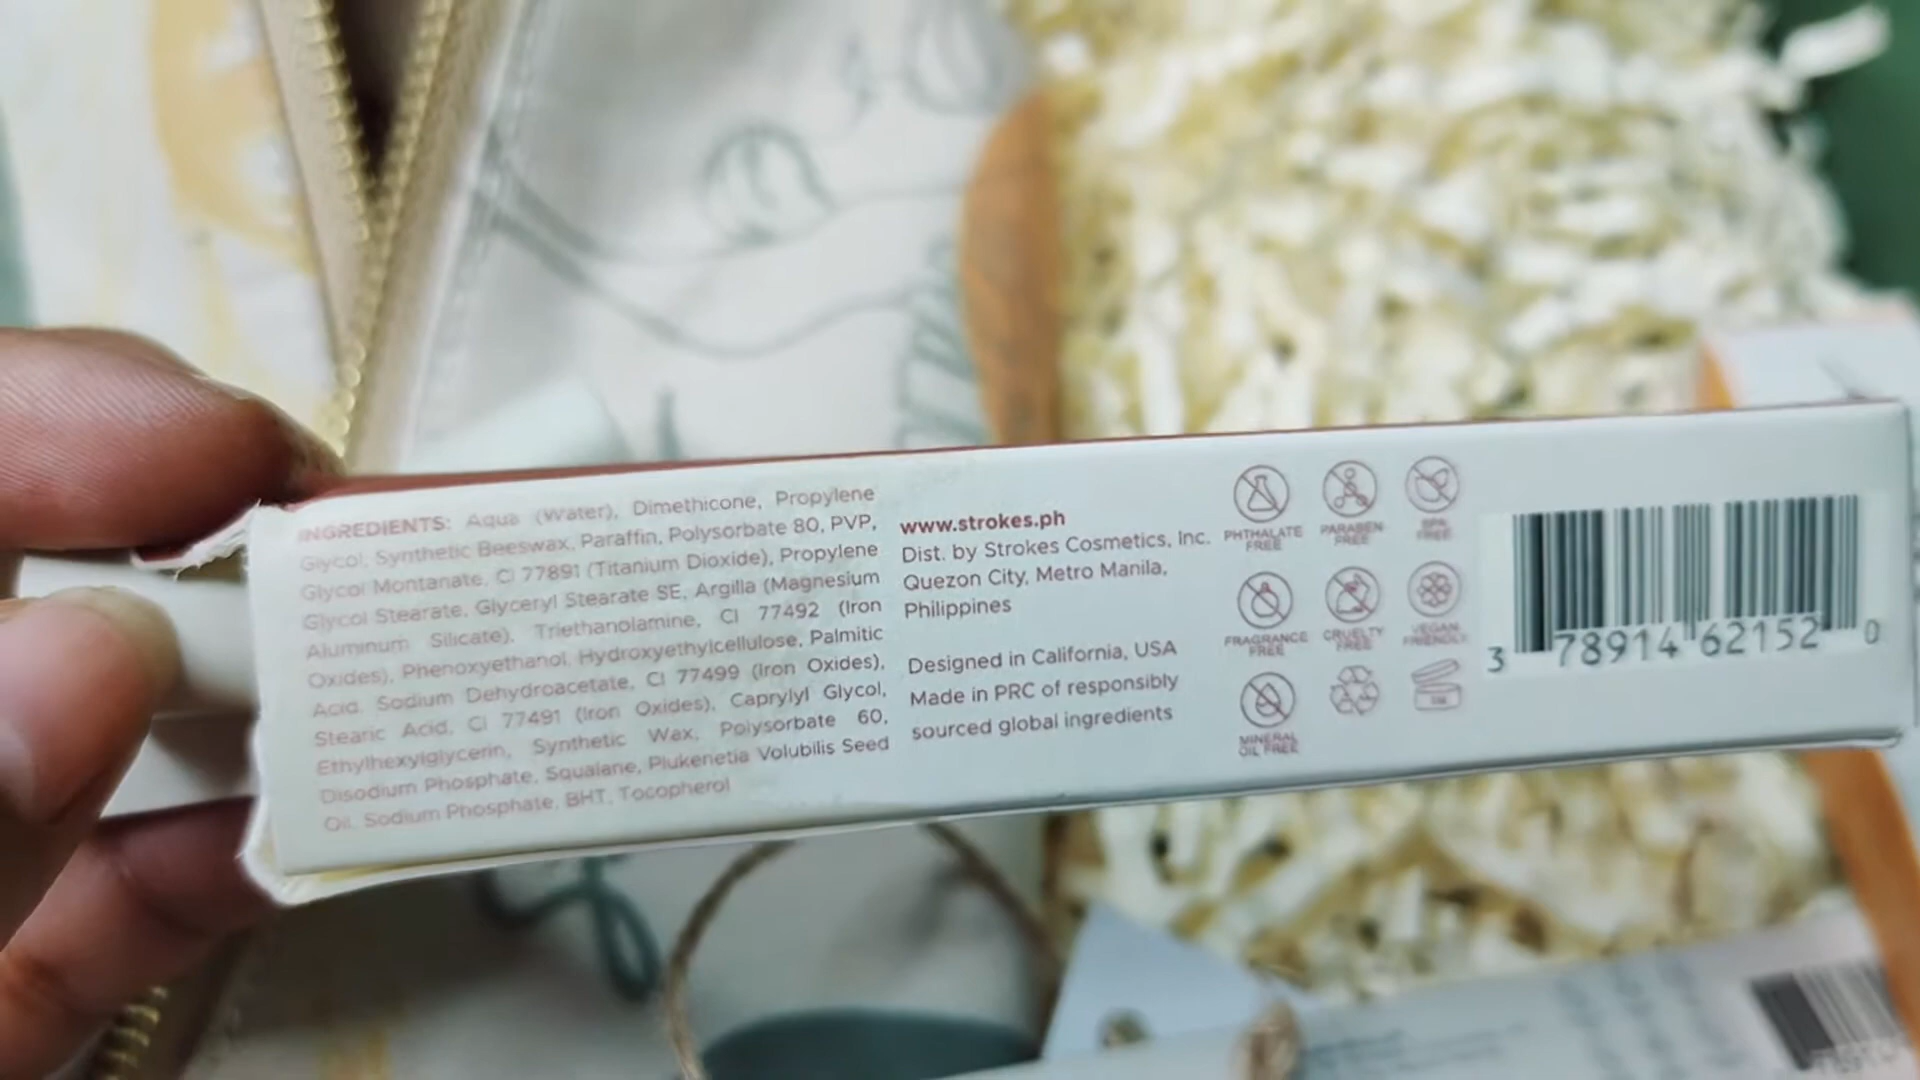 INGREDIENTS: Aqua (Water), Dimethicone, Propylene
Glycol, Synthetic Beeswax, Paraffin, Polysorbate 80, PVP,
Glycol Montanate, CI 77891 (Titanium Dioxide), Propylene
Glycol Stearate, Glyceryl Stearate SE, Argilla (Magnesium
Aluminum Silicate), Triethanolamine, CI 77492 (Iron
Oxides), Phenoxyethanol, Hydroxyethylcellulose, Palmitic
Acid, Sodium Dehydroacetate, CI 77499 (Iron Oxides),
Stearic Acid, CI 77491 (Iron Oxides), Caprylyl Glycol,
Ethylhexylglycerin, Synthetic Wax, Polysorbate 60,
Disodium Phosphate, Squalane, Plukenetia Volubilis Seed
Oil, Sodium Phosphate, BHT, Tocopherol
www.strokes.ph
Dist. by Strokes Cosmetics, Inc.
Quezon City, Metro Manila,
Philippines
Designed in California, USA
Made in PRC of responsibly
sourced global ingredients
PHTHALATE
FREE
PARABEN
FREE
BPA
FREE
FRAGRANCE
FREE
CRUELTY
FREE
VEGAN
FRIENDLY
MINERAL
OIL FREE
3 78914 62152 0